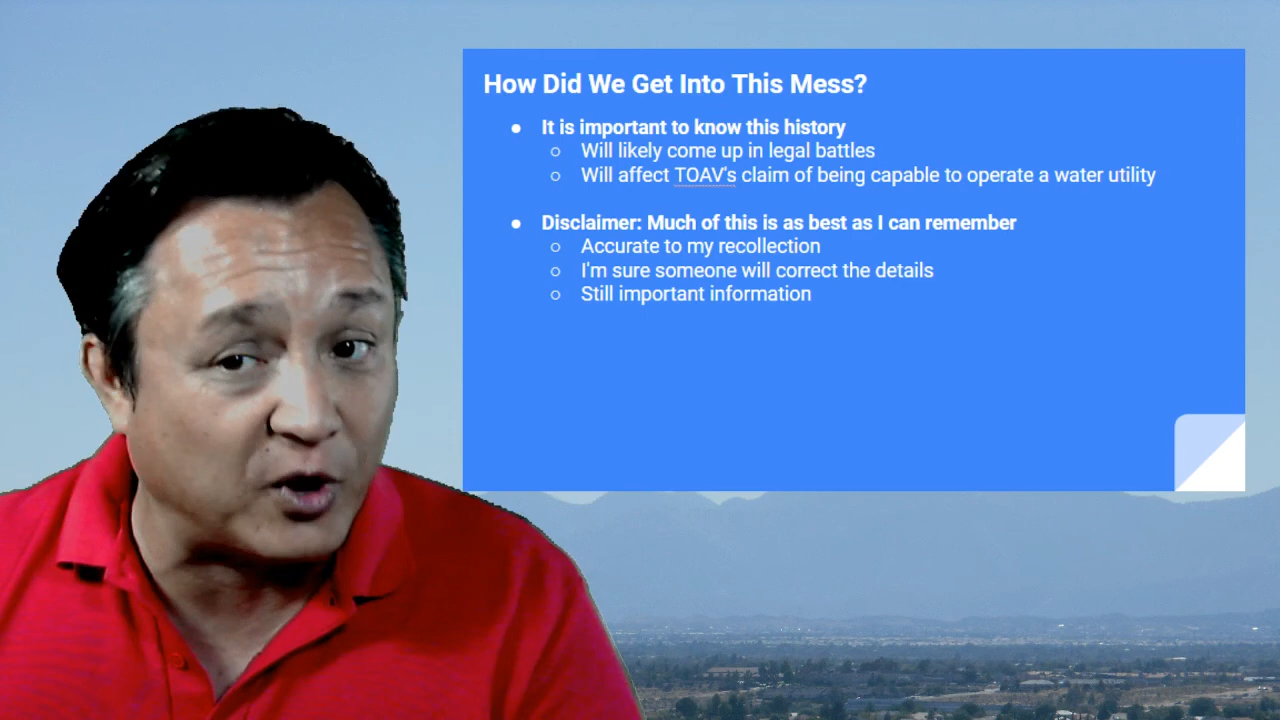 How Did We Get Into This Mess?
● It is important to know this history
○ Will likely come up in legal battles
○ Will affect TOAV's claim of being capable to operate a water utility
● Disclaimer: Much of this is as best as I can remember
○ Accurate to my recollection
○ I'm sure someone will correct the details
○ Still important information